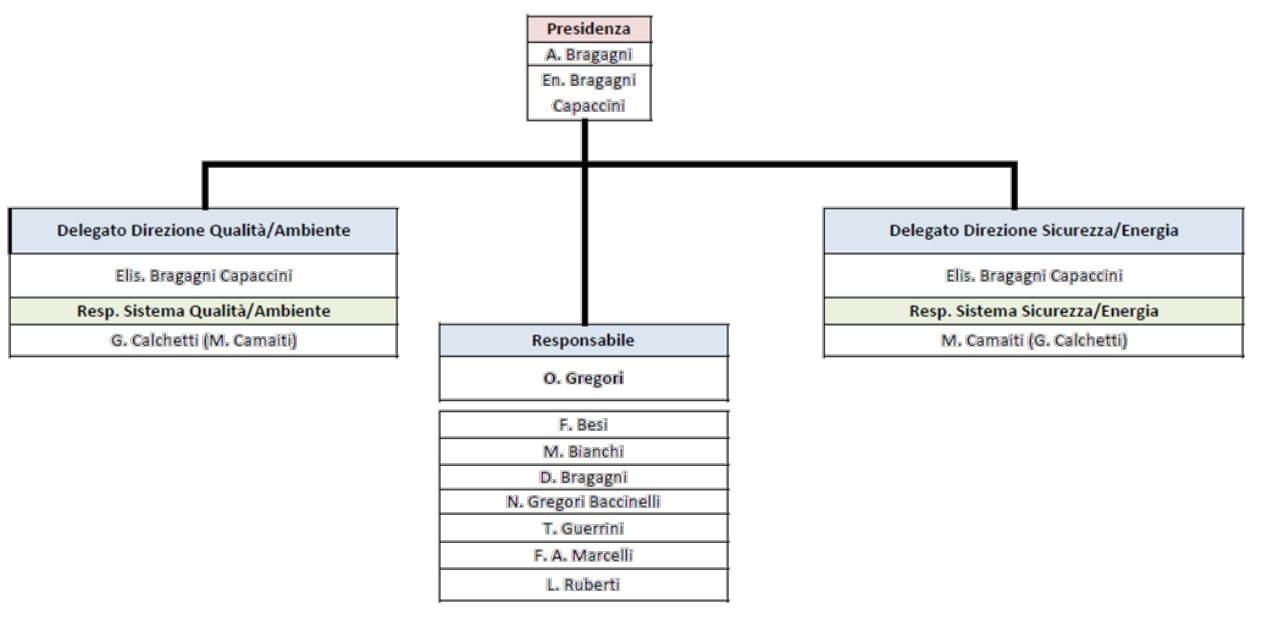 Presidenza
A. Bragagni
En. Bragagni
Capaccini
Delegato Direzione Qualità/Ambiente
Elis. Bragagni Capaccini
Resp. Sistema Qualità/Ambiente
G. Calchetti (M. Camaiti)
Delegato Direzione Sicurezza/Energia
Elis. Bragagni Capaccini
Resp. Sistema Sicurezza/Energia
M. Camaiti (G. Calchetti)
Responsabile
O. Gregori
F. Besi
M. Bianchi
D. Bragagni
N. Gregori Baccinelli
T. Guerrini
F. A. Marcelli
L. Ruberti